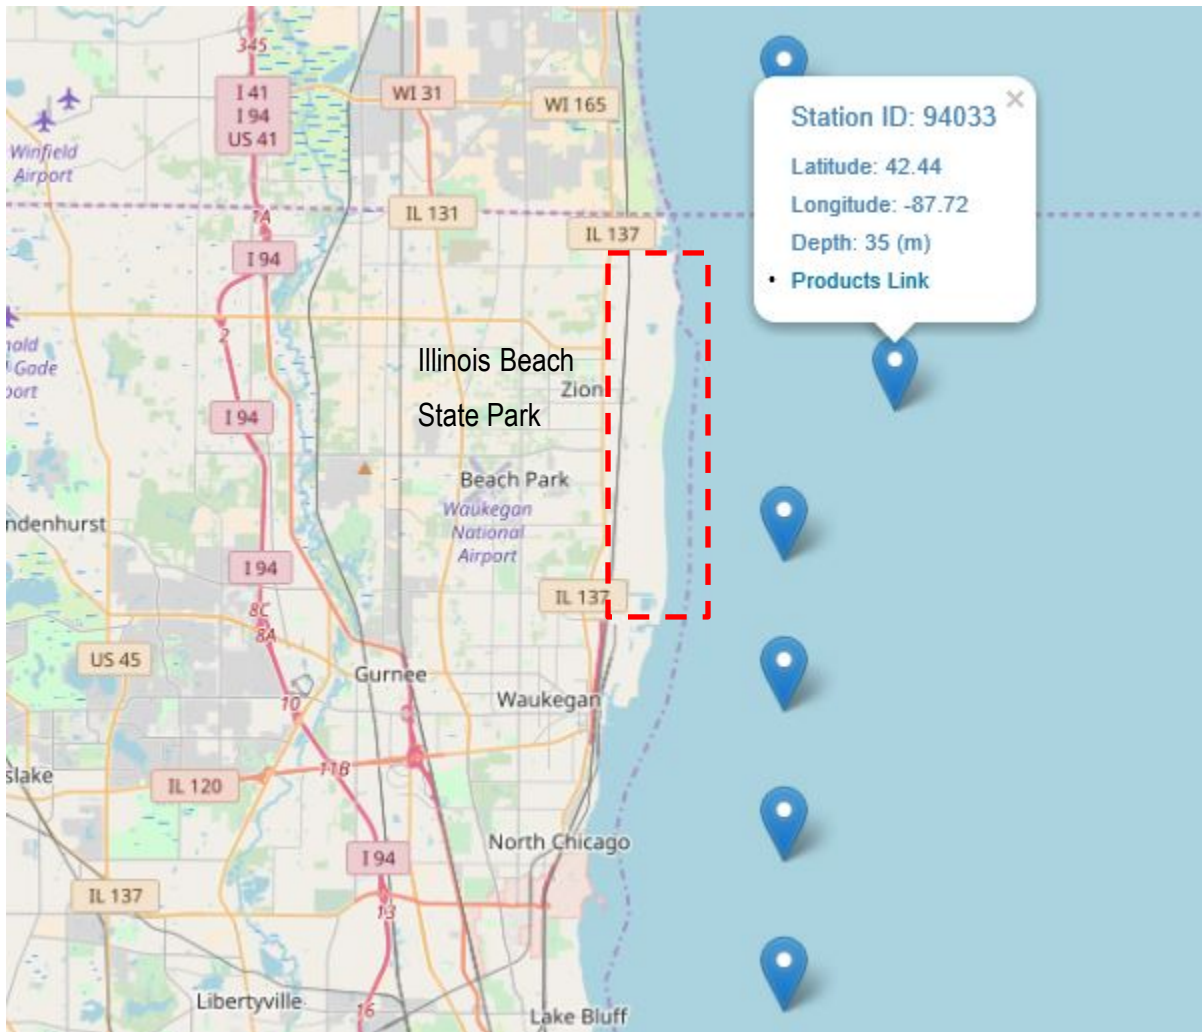 345
I 41
I 94
US 41
WI 31
WI 165
Winfield
Airport
1A
IL 131
IL 137
I 94
2
Gade
port
Illinois Beach
State Park
Zion
I 94
Beach Park
Waukegan
National
Airport
ndenhurst
I 94
IL 137
8C
8A
US 45
Gurnee
Waukegan
10
11B
slake
IL 120
North Chicago
I 94
IL 137
13
Libertyville
16
Lake Bluff
×
Station ID: 94033
Latitude: 42.44
Longitude: -87.72
Depth: 35 (m)
• Products Link